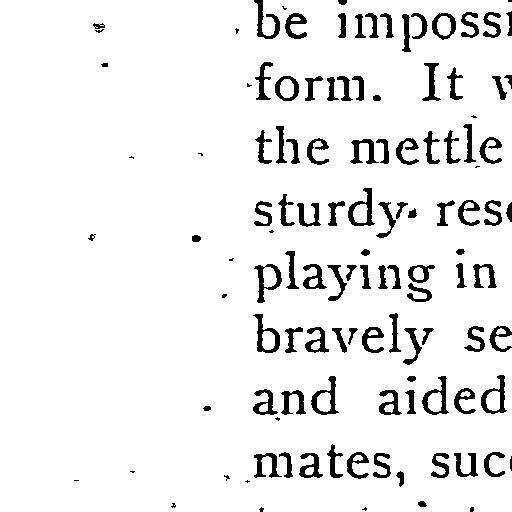 be impossi
form. It w
the mettle
sturdy res
playing in
bravely se
and aided
mates, suc